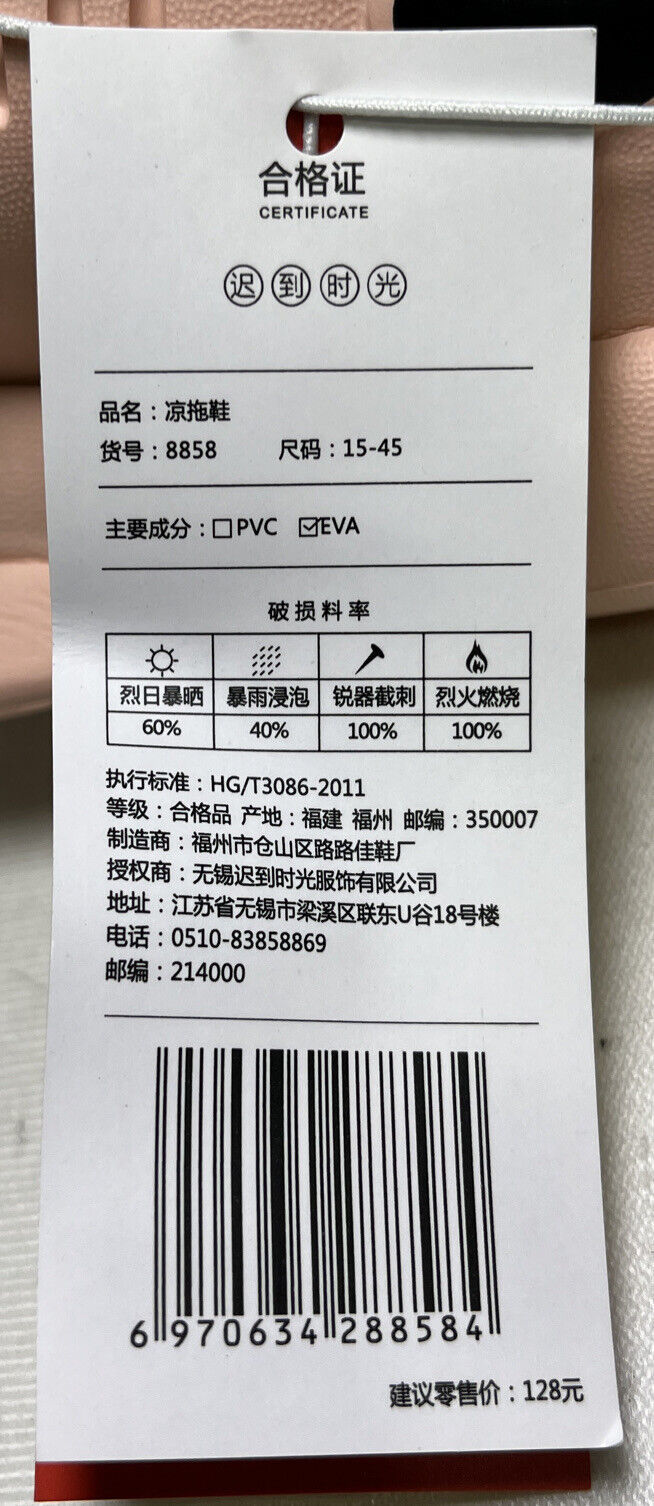 合格证
CERTIFICATE
迟到时光
品名：凉拖鞋
货号：8858 尺码：15-45
主要成分：☐PVC ☑EVA
破损料率
烈日暴晒 暴雨浸泡 锐器截刺 烈火燃烧
60% 40% 100% 100%
执行标准：HG/T3086-2011
等级：合格品 产地：福建 福州 邮编：350007
制造商：福州市仓山区路路佳鞋厂
授权商：无锡迟到时光服饰有限公司
地址：江苏省无锡市梁溪区联东U谷18号楼
电话：0510-83858869
邮编：214000
6 970634 288584
建议零售价：128元